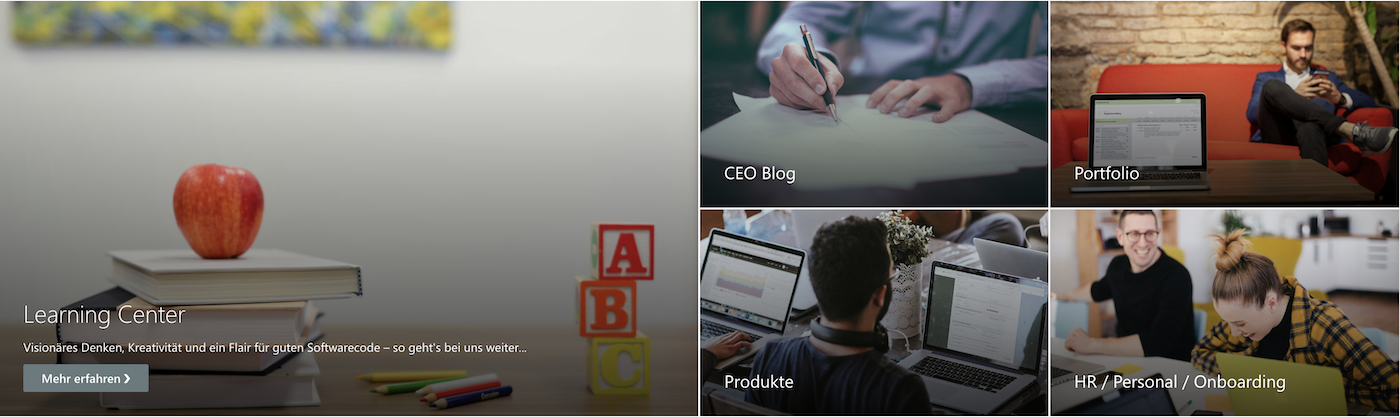 Learning Center
Visionäres Denken, Kreativität und ein Flair für guten Softwarecode – so geht's bei uns weiter...
Mehr erfahren ❯
A
B
C
CEO Blog
Portfolio
Produkte
HR / Personal / Onboarding